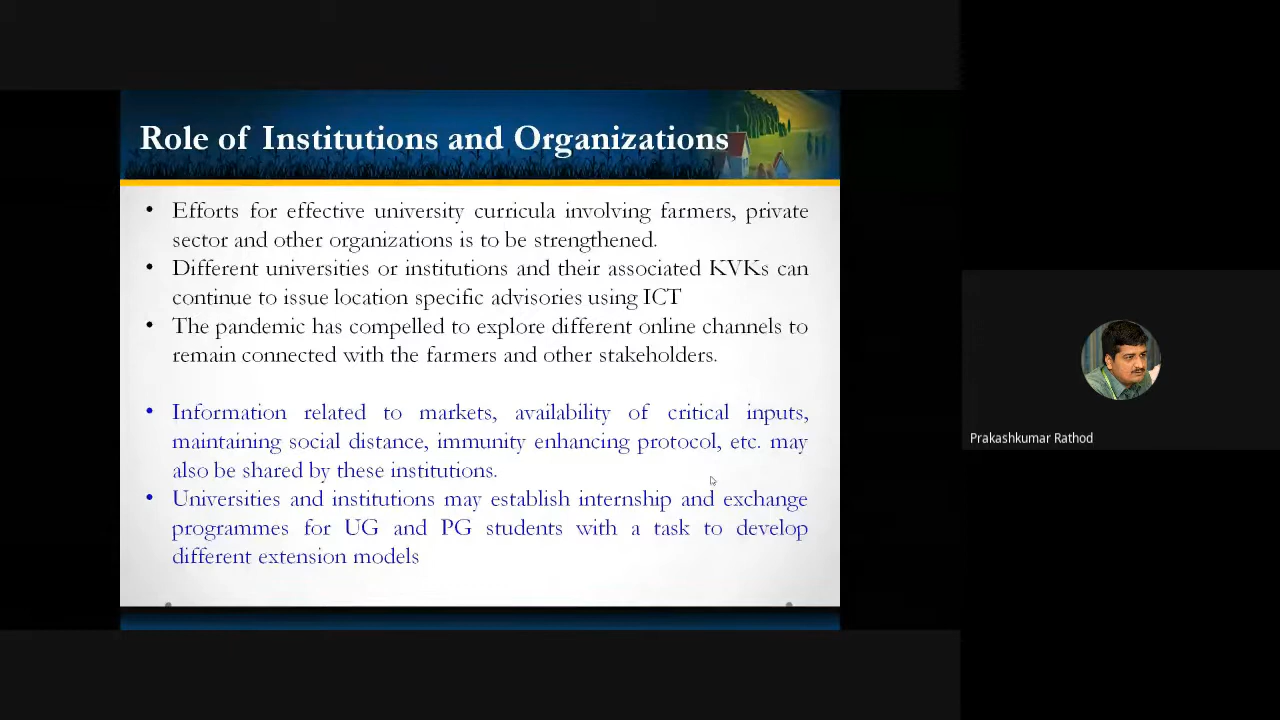 Role of Institutions and Organizations
• Efforts for effective university curricula involving farmers, private
sector and other organizations is to be strengthened.
• Different universities or institutions and their associated KVKs can
continue to issue location specific advisories using ICT
• The pandemic has compelled to explore different online channels to
remain connected with the farmers and other stakeholders.
• Information related to markets, availability of critical inputs,
maintaining social distance, immunity enhancing protocol, etc. may
also be shared by these institutions.
• Universities and institutions may establish internship and exchange
programmes for UG and PG students with a task to develop
different extension models
Prakashkumar Rathod